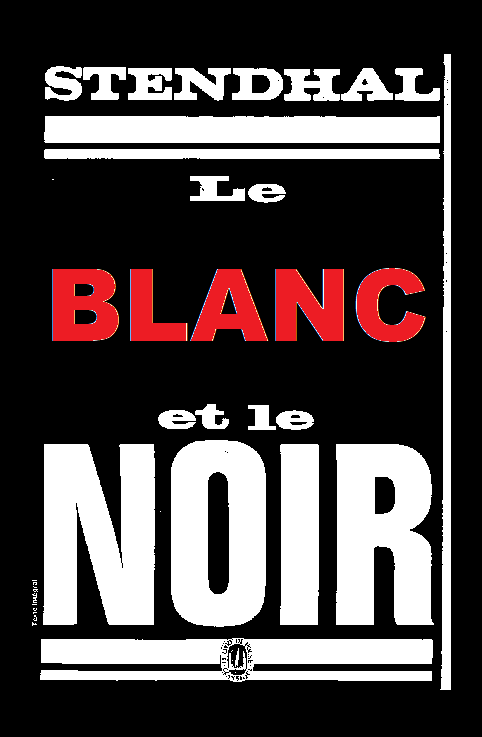 STENDHAL
Le
BLANC
et le
NOIR
Texte intégral